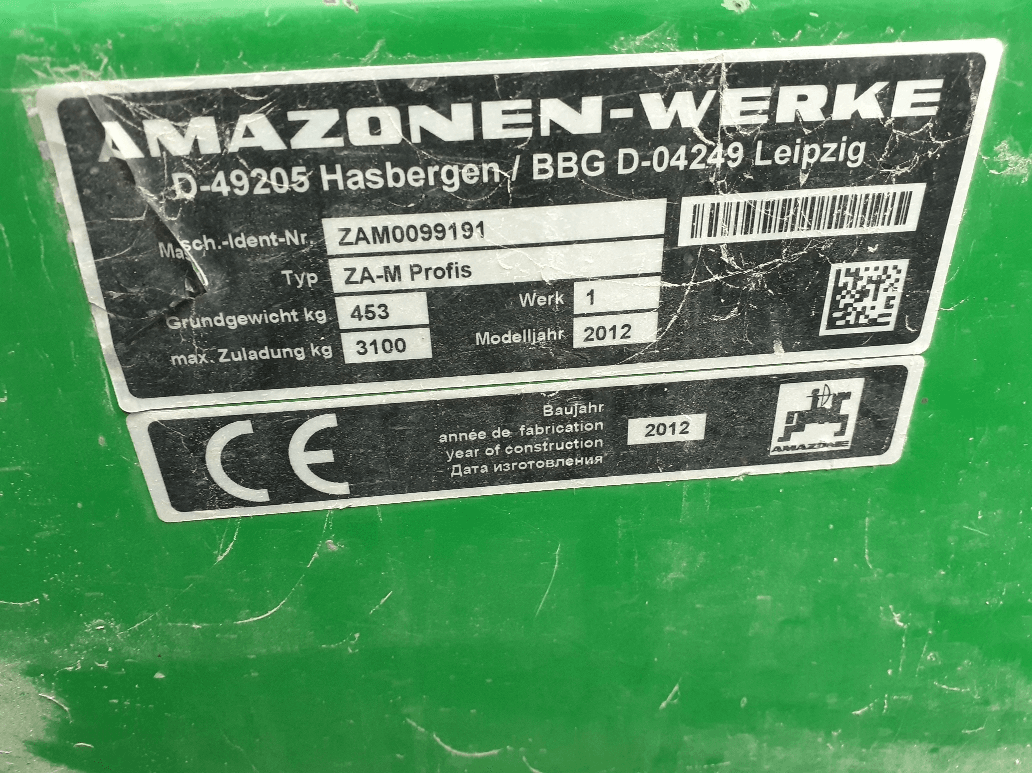 AMAZONEN-WERKE
D-49205 Hasbergen / BBG D-04249 Leipzig
Masch.-Ident-Nr. ZAM0099191
Typ ZA-M Profis
Grundgewicht kg 453 Werk 1
max. Zuladung kg 3100 Modelljahr 2012
CE
Baujahr
année de fabrication
year of construction
Дата изготовления
2012
AMAZONE